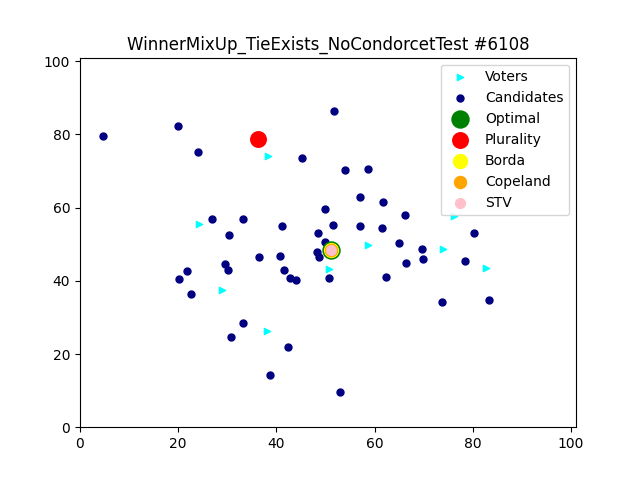 WinnerMixUp_TieExists_NoCondorcetTest #6108
100
80
60
40
20
0
0 20 40 60 80 100
Voters
Candidates
Optimal
Plurality
Borda
Copeland
STV